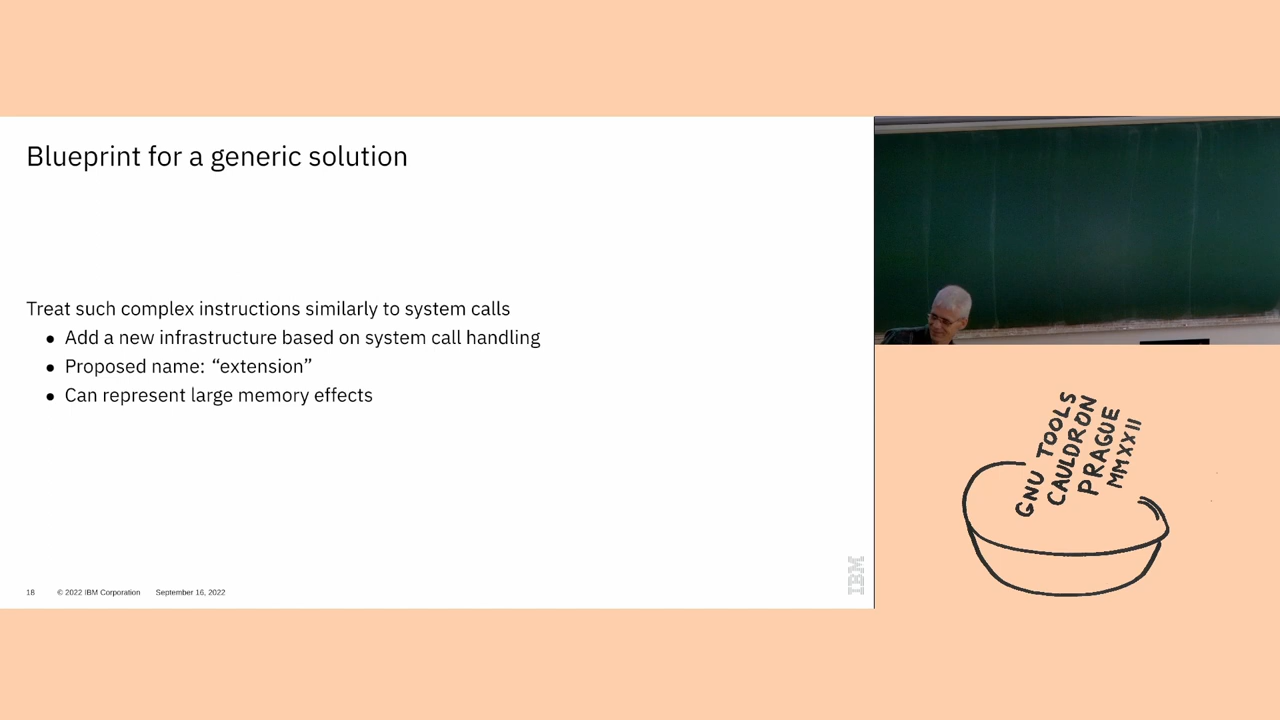 Blueprint for a generic solution
Treat such complex instructions similarly to system calls
● Add a new infrastructure based on system call handling
● Proposed name: “extension”
● Can represent large memory effects
18 © 2022 IBM Corporation September 16, 2022
IBM
GNU TOOLS
CAULDRON
PRAGUE
MMXXII